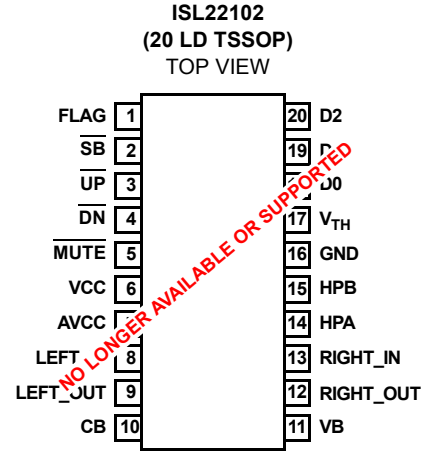 ISL22102
(20 LD TSSOP)
TOP VIEW
FLAG 1
SB 2
UP 3
DN 4
MUTE 5
VCC 6
AVCC
LEFT 8
LEFT_OUT 9
CB 10
20 D2
19 D
D0
17 VTH
16 GND
15 HPB
14 HPA
13 RIGHT_IN
12 RIGHT_OUT
11 VB
NO LONGER AVAILABLE OR SUPPORTED